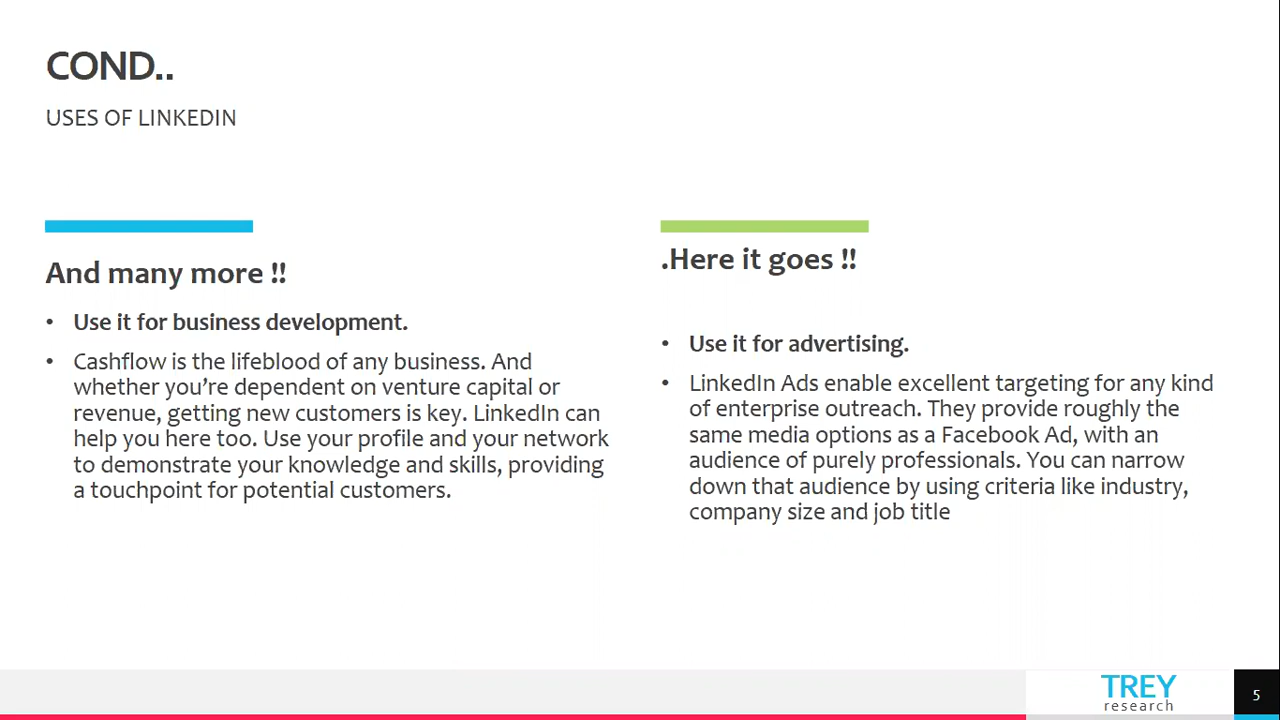 COND..
USES OF LINKEDIN
And many more !!
• Use it for business development.
• Cashflow is the lifeblood of any business. And
whether you’re dependent on venture capital or
revenue, getting new customers is key. LinkedIn can
help you here too. Use your profile and your network
to demonstrate your knowledge and skills, providing
a touchpoint for potential customers.
.Here it goes !!
• Use it for advertising.
• LinkedIn Ads enable excellent targeting for any kind
of enterprise outreach. They provide roughly the
same media options as a Facebook Ad, with an
audience of purely professionals. You can narrow
down that audience by using criteria like industry,
company size and job title
TREY
research
5